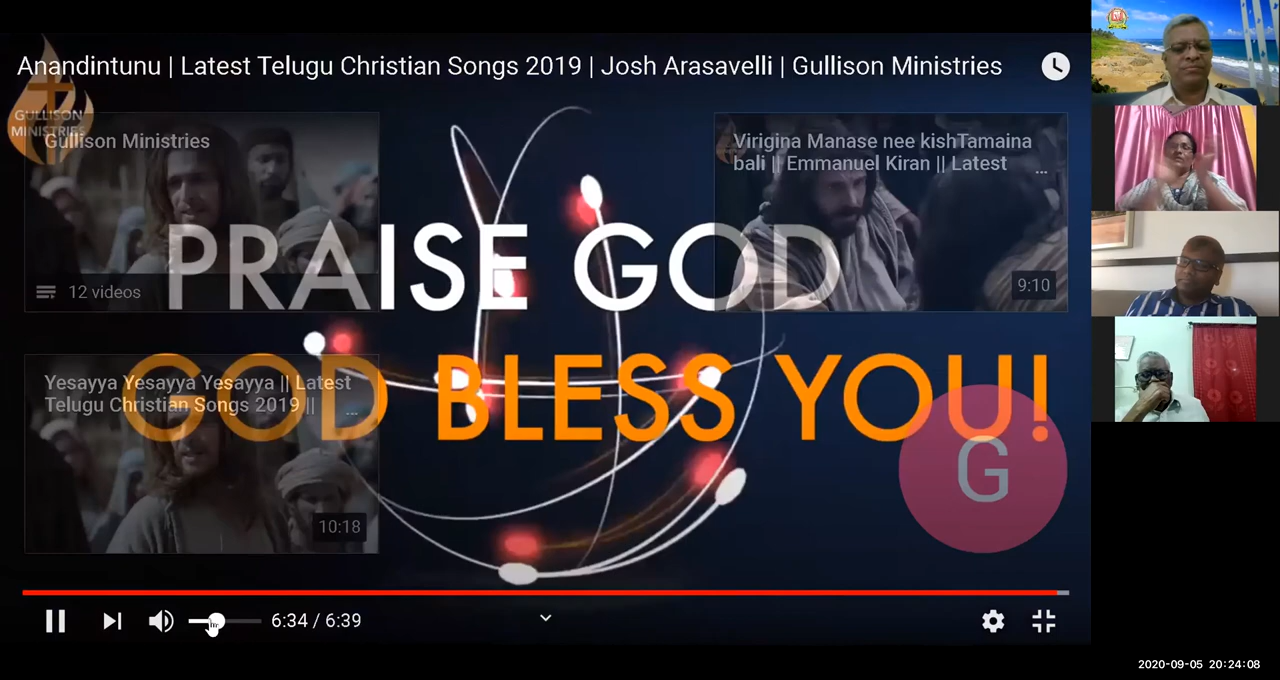 Anandintunu | Latest Telugu Christian Songs 2019 | Josh Arasavelli | Gullison Ministries
GULLISON
MINISTRIES
Gullison Ministries
12 videos
Virigina Manase nee kishTamaina
bali || Emmanuel Kiran || Latest
...
9:10
PRAISE GOD
GOD BLESS YOU!
Yesayya Yesayya Yesayya || Latest
Telugu Christian Songs 2019 ||
...
10:18
G
6:34 / 6:39
2020-09-05 20:24:08